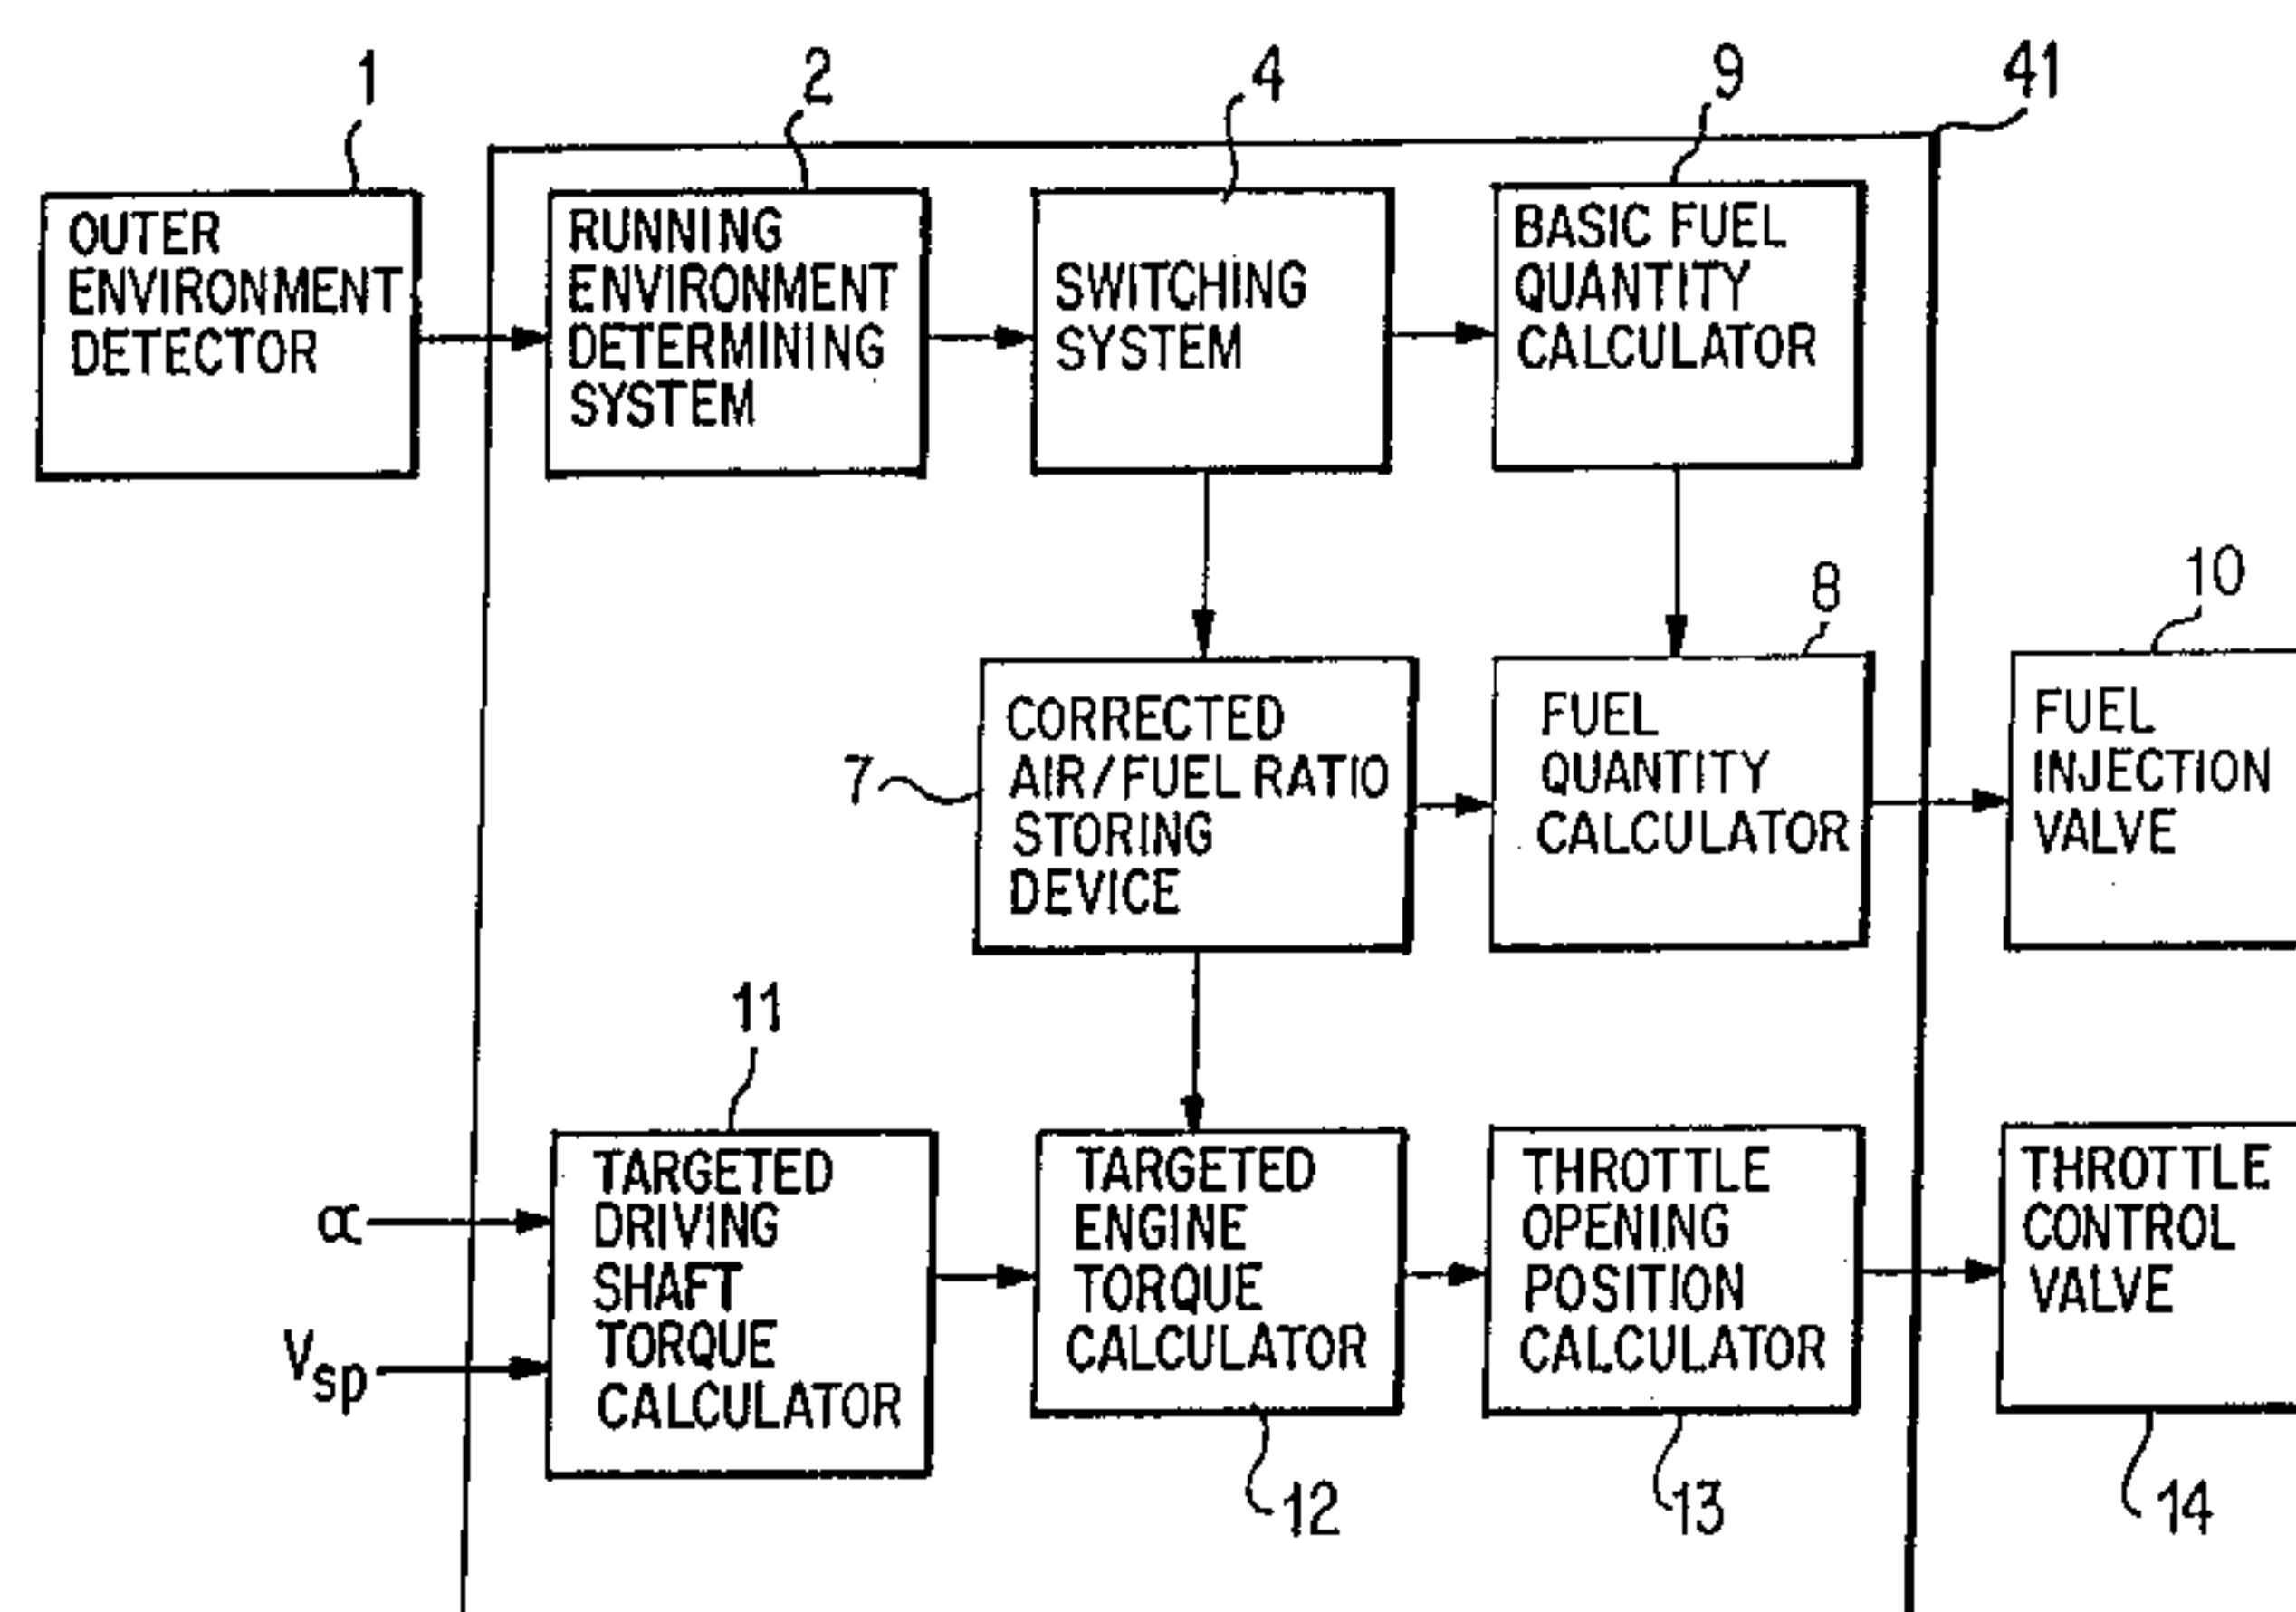 1
2
4
9
41
OUTER
ENVIRONMENT
DETECTOR
RUNNING
ENVIRONMENT
DETERMINING
SYSTEM
SWITCHING
SYSTEM
BASIC FUEL
QUANTITY
CALCULATOR
8
10
7
CORRECTED
AIR/FUEL RATIO
STORING
DEVICE
FUEL
QUANTITY
CALCULATOR
FUEL
INJECTION
VALVE
11
α
Vsp
TARGETED
DRIVING
SHAFT
TORQUE
CALCULATOR
TARGETED
ENGINE
TORQUE
CALCULATOR
THROTTLE
OPENING
POSITION
CALCULATOR
THROTTLE
CONTROL
VALVE
12
13
14